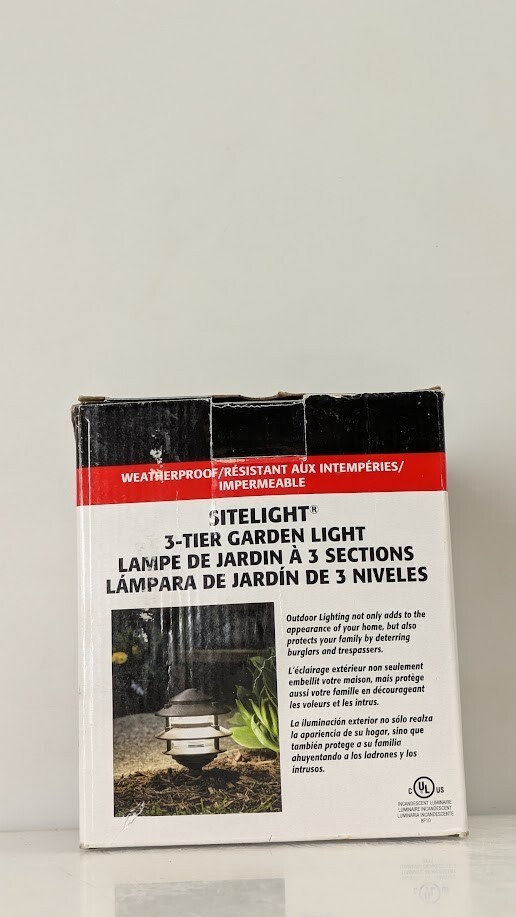 WEATHERPROOF/RÉSISTANT AUX INTEMPÉRIES/
IMPERMEABLE
SITELIGHT®
3-TIER GARDEN LIGHT
LAMPE DE JARDIN À 3 SECTIONS
LÁMPARA DE JARDÍN DE 3 NIVELES
Outdoor Lighting not only adds to the
appearance of your home, but also
protects your family by deterring
burglars and trespassers.
L'éclairage extérieur non seulement
embellit votre maison, mais protège
aussi votre famille en décourageant
les voleurs et les intrus.
La iluminación exterior no sólo realza
la apariencia de su hogar, sino que
también protege a su familia
ahuyentando a los ladrones y los
intrusos.
C UL US
INCANDESCENT LUMINAIRE
LUMINAIRE INCANDESCENT
LUMINARIA INCANDESCENTE